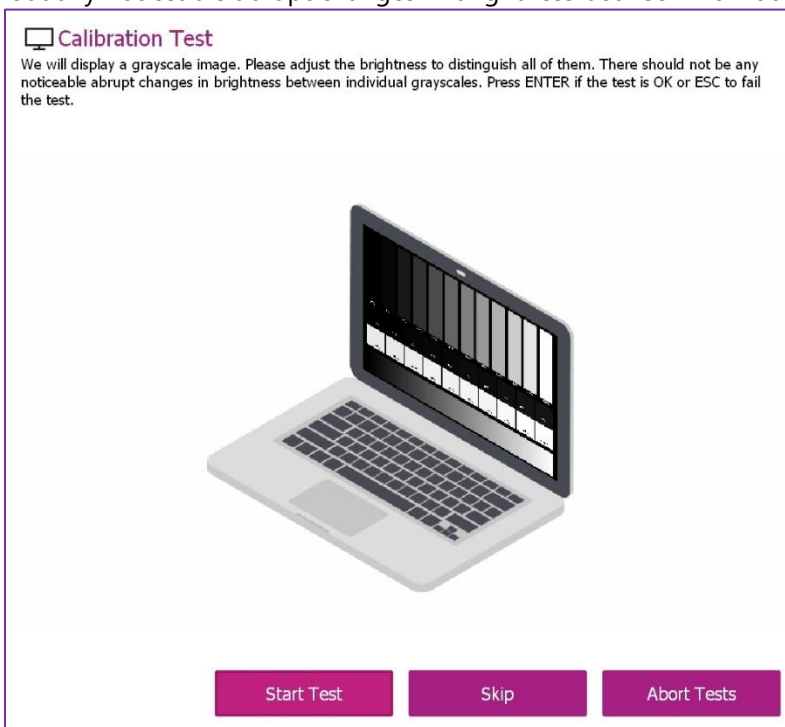 Calibration Test
We will display a grayscale image. Please adjust the brightness to distinguish all of them. There should not be any
noticeable abrupt changes in brightness between individual grayscales. Press ENTER if the test is OK or ESC to fail
the test.
Start Test
Skip
Abort Tests